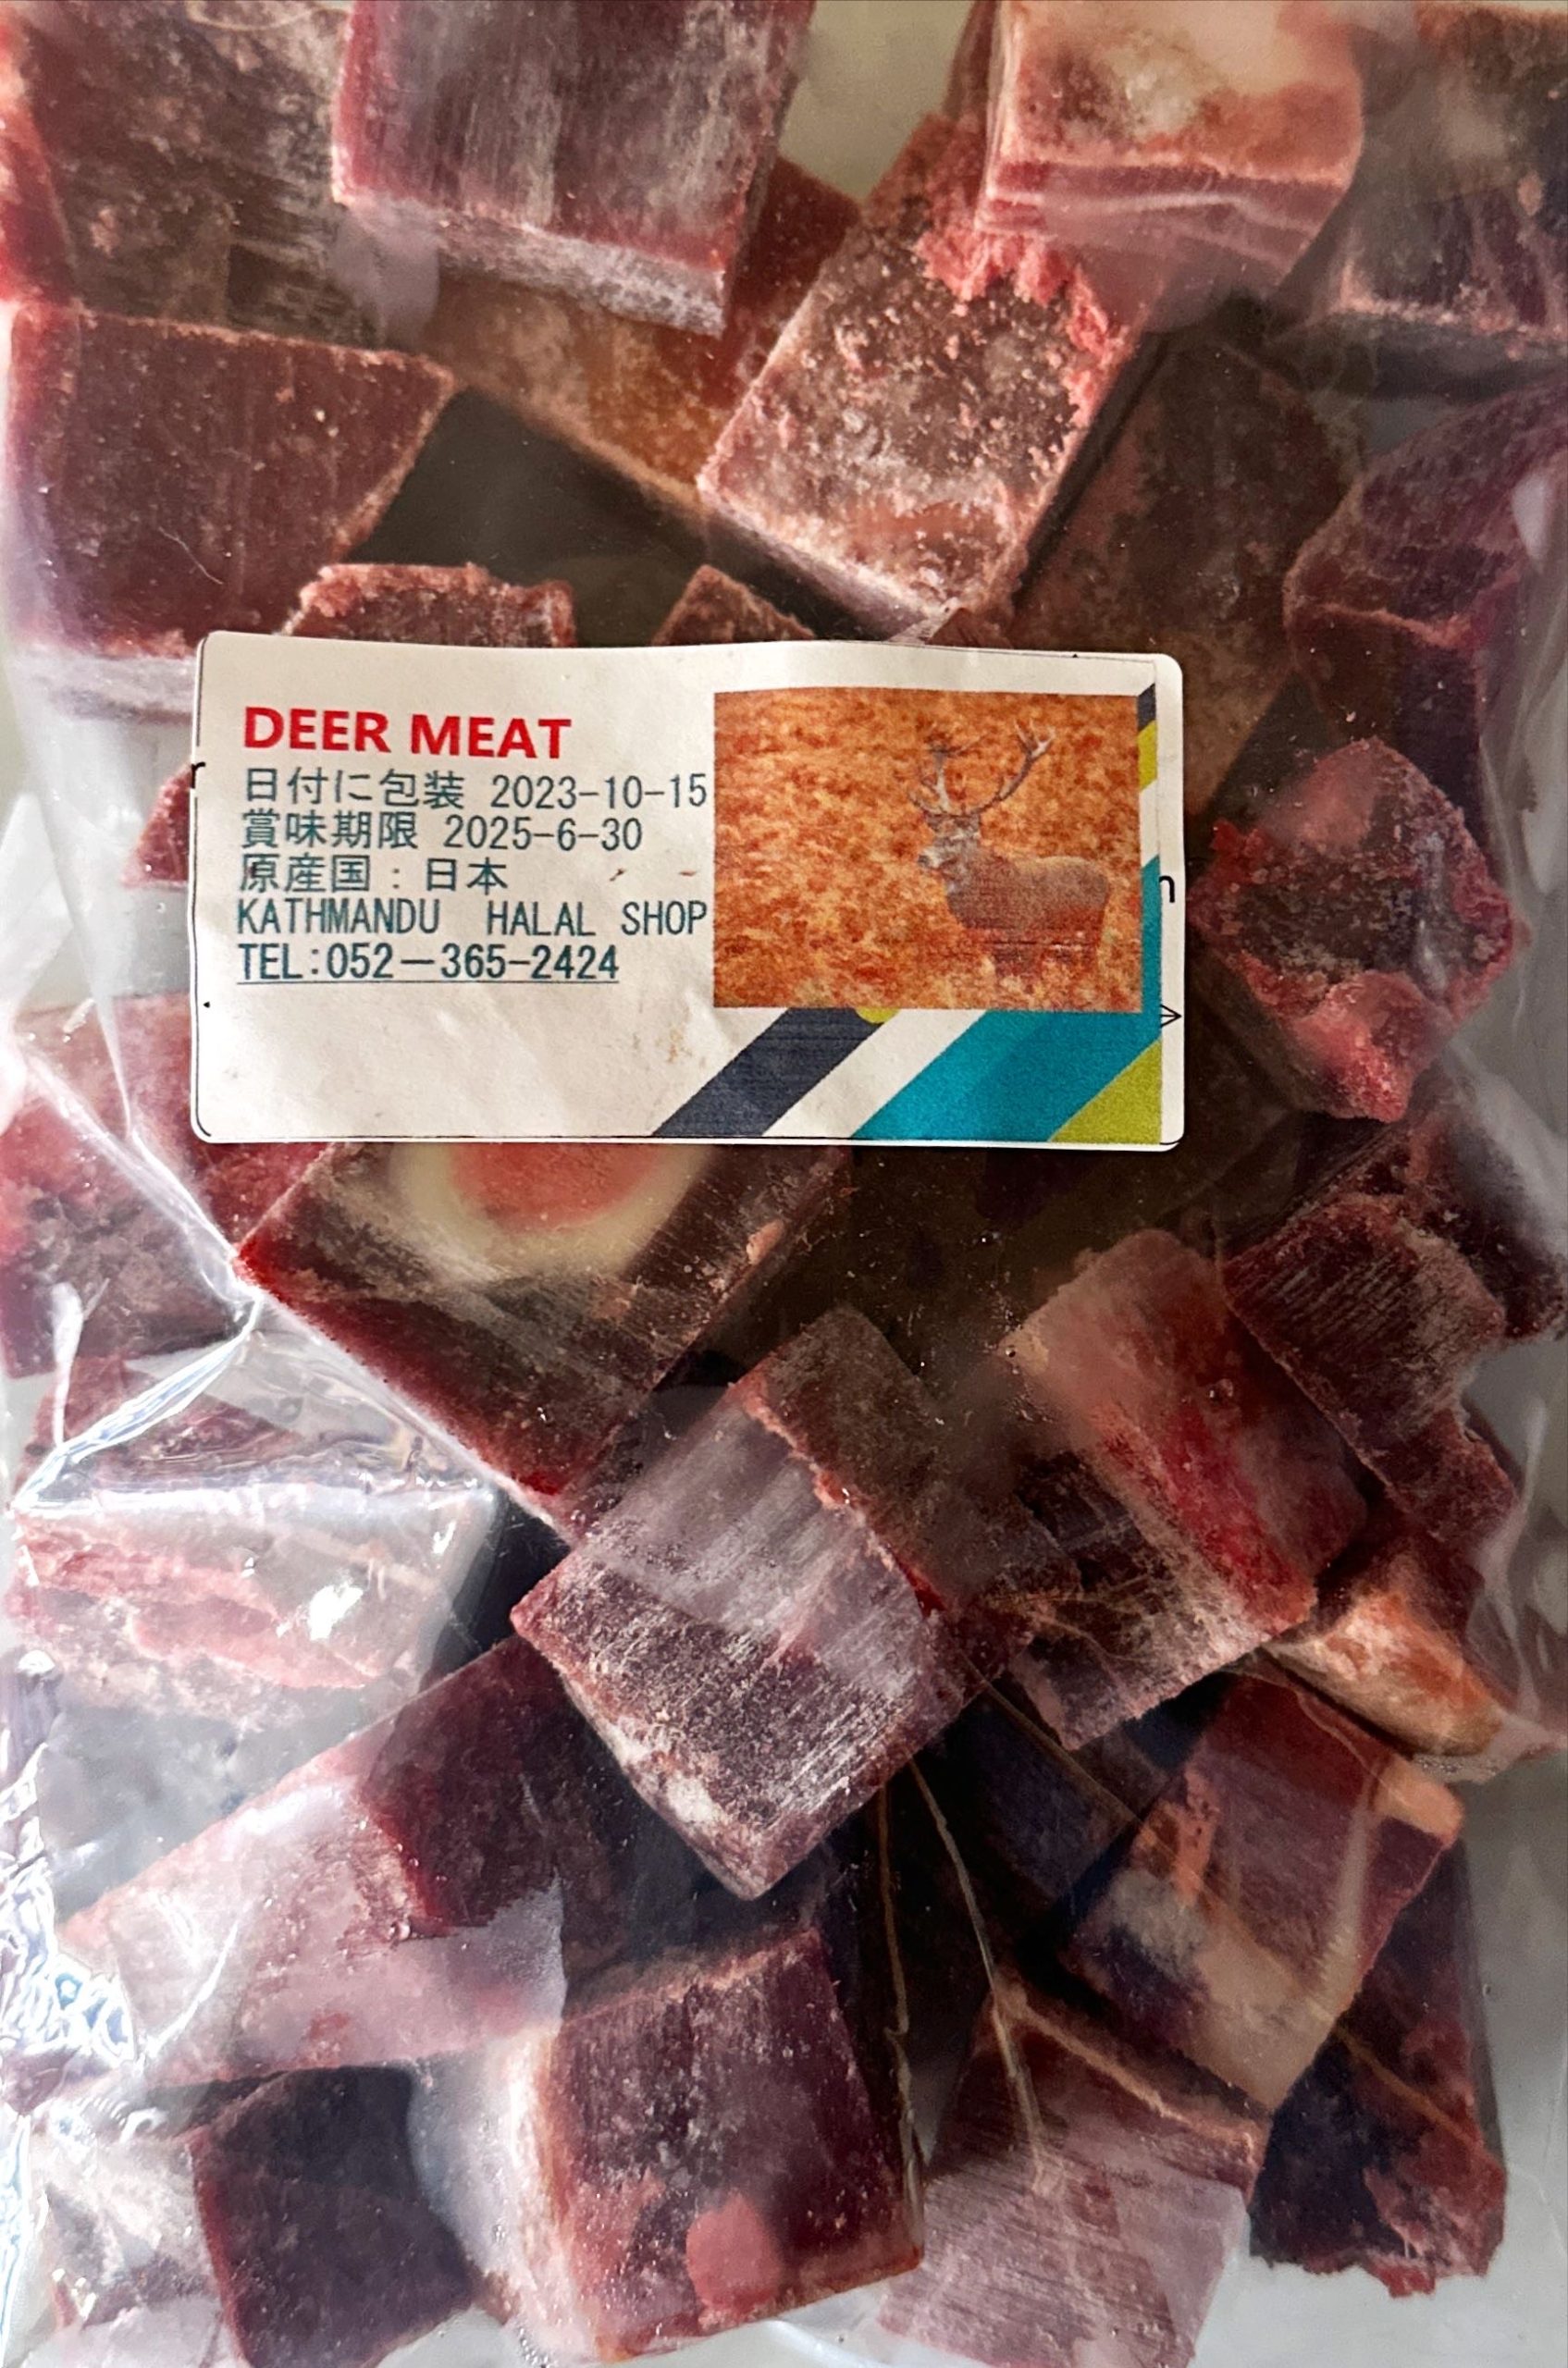 DEER MEAT
日付に包装 2023-10-15
賞味期限 2025-6-30
原産国：日本
KATHMANDU HALAL SHOP
TEL:052－365-2424